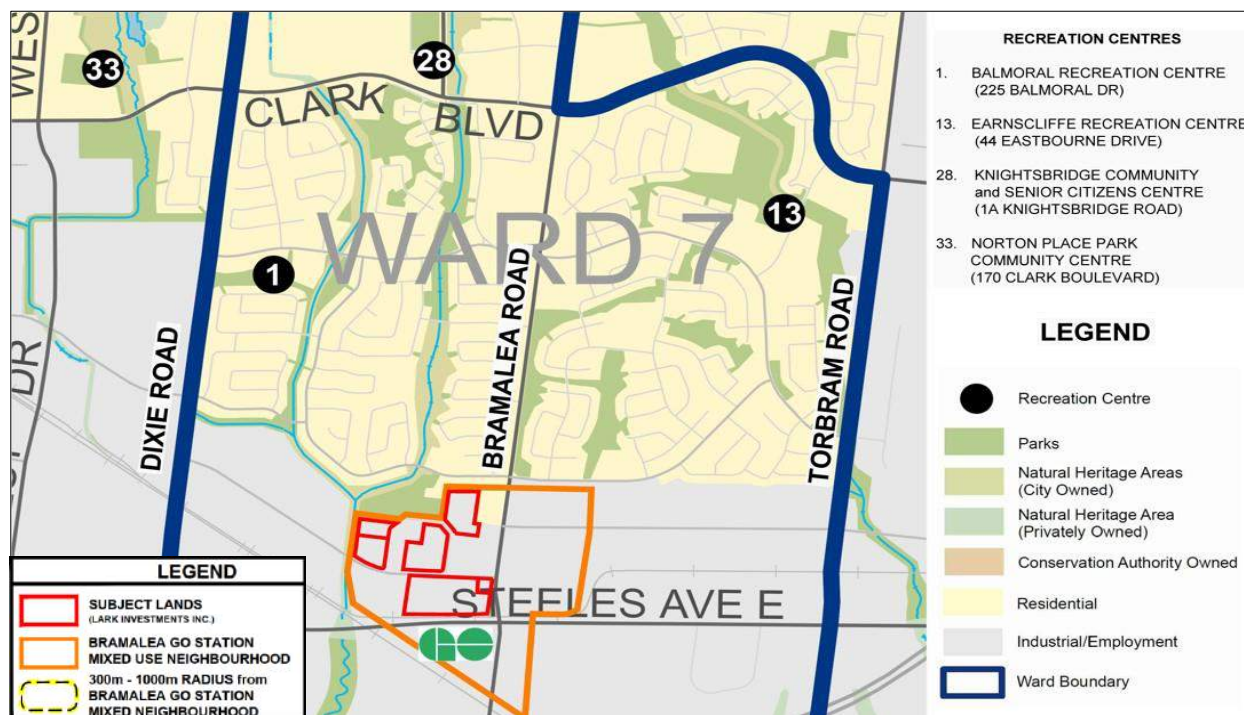 WES
33
28
CLARK BLVD
WARD 7
13
1
DR
DIXIE ROAD
BRAMALEA ROAD
TORBRAM ROAD
STEELES AVE E
GO
LEGEND
SUBJECT LANDS
(LARK INVESTMENTS INC.)
BRAMALEA GO STATION
MIXED USE NEIGHBOURHOOD
300m - 1000m RADIUS from
BRAMALEA GO STATION
MIXED NEIGHBOURHOOD
RECREATION CENTRES
1. BALMORAL RECREATION CENTRE
(225 BALMORAL DR)
13. EARNSCLIFFE RECREATION CENTRE
(44 EASTBOURNE DRIVE)
28. KNIGHTSBRIDGE COMMUNITY
and SENIOR CITIZENS CENTRE
(1A KNIGHTSBRIDGE ROAD)
33. NORTON PLACE PARK
COMMUNITY CENTRE
(170 CLARK BOULEVARD)
LEGEND
Recreation Centre
Parks
Natural Heritage Areas
(City Owned)
Natural Heritage Area
(Privately Owned)
Conservation Authority Owned
Residential
Industrial/Employment
Ward Boundary